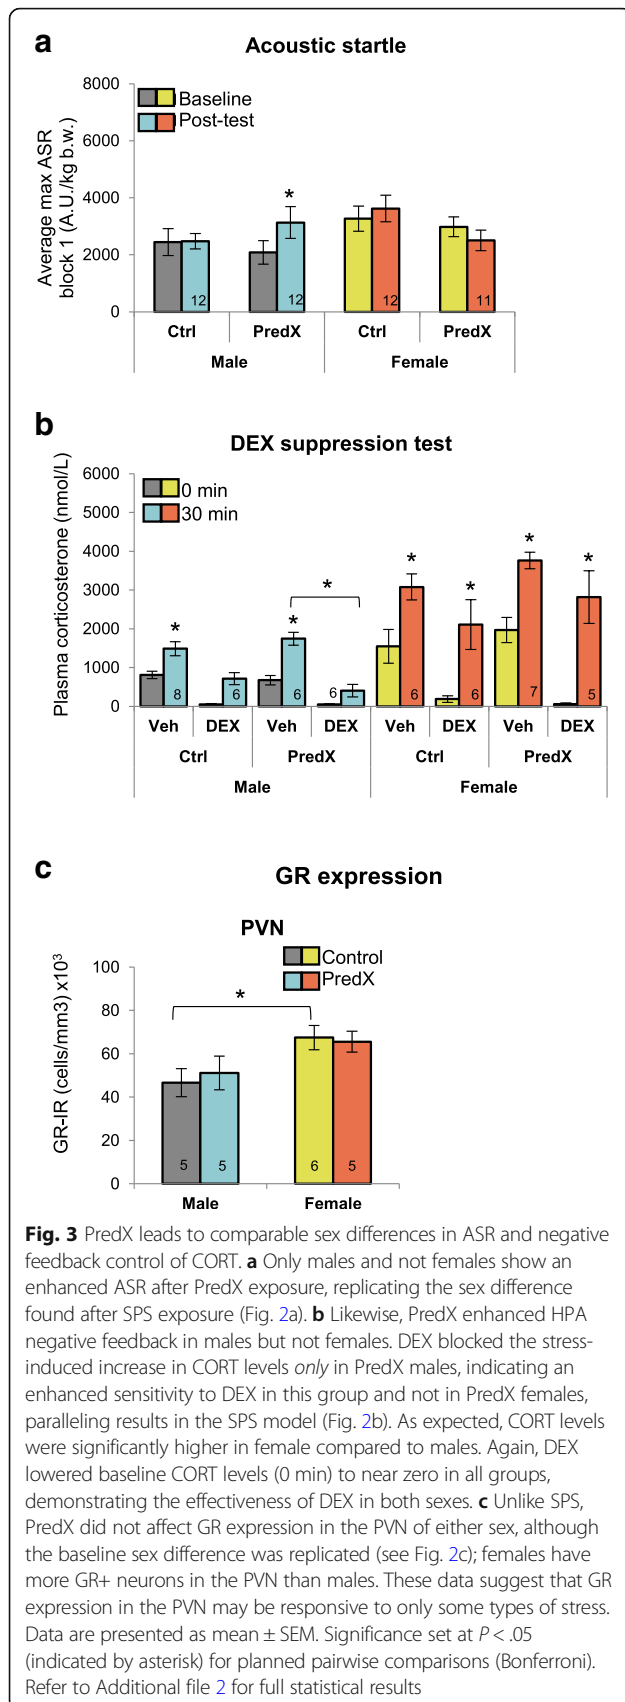 a
Acoustic startle
Average max ASR
block 1 (A.U./kg b.w.)
8000
6000
4000
2000
0
Baseline
Post-test
*
12
12
12
11
Ctrl
PredX
Ctrl
PredX
Male
Female
b
DEX suppression test
Plasma corticosterone (nmol/L)
6000
5000
4000
3000
2000
1000
0
0 min
30 min
*
*
*
*
*
*
*
8
6
6
6
6
6
7
5
Veh
DEX
Veh
DEX
Veh
DEX
Veh
DEX
Ctrl
PredX
Ctrl
PredX
Male
Female
c
GR expression
PVN
GR-IR (cells/mm3) x10³
100
80
60
40
20
0
Control
PredX
*
5
5
6
5
Male
Female
Fig. 3 PredX leads to comparable sex differences in ASR and negative
feedback control of CORT. a Only males and not females show an
enhanced ASR after PredX exposure, replicating the sex difference
found after SPS exposure (Fig. 2a). b Likewise, PredX enhanced HPA
negative feedback in males but not females. DEX blocked the stress-
induced increase in CORT levels only in PredX males, indicating an
enhanced sensitivity to DEX in this group and not in PredX females,
paralleling results in the SPS model (Fig. 2b). As expected, CORT levels
were significantly higher in female compared to males. Again, DEX
lowered baseline CORT levels (0 min) to near zero in all groups,
demonstrating the effectiveness of DEX in both sexes. c Unlike SPS,
PredX did not affect GR expression in the PVN of either sex, although
the baseline sex difference was replicated (see Fig. 2c); females have
more GR+ neurons in the PVN than males. These data suggest that GR
expression in the PVN may be responsive to only some types of stress.
Data are presented as mean ± SEM. Significance set at P < .05
(indicated by asterisk) for planned pairwise comparisons (Bonferroni).
Refer to Additional file 2 for full statistical results